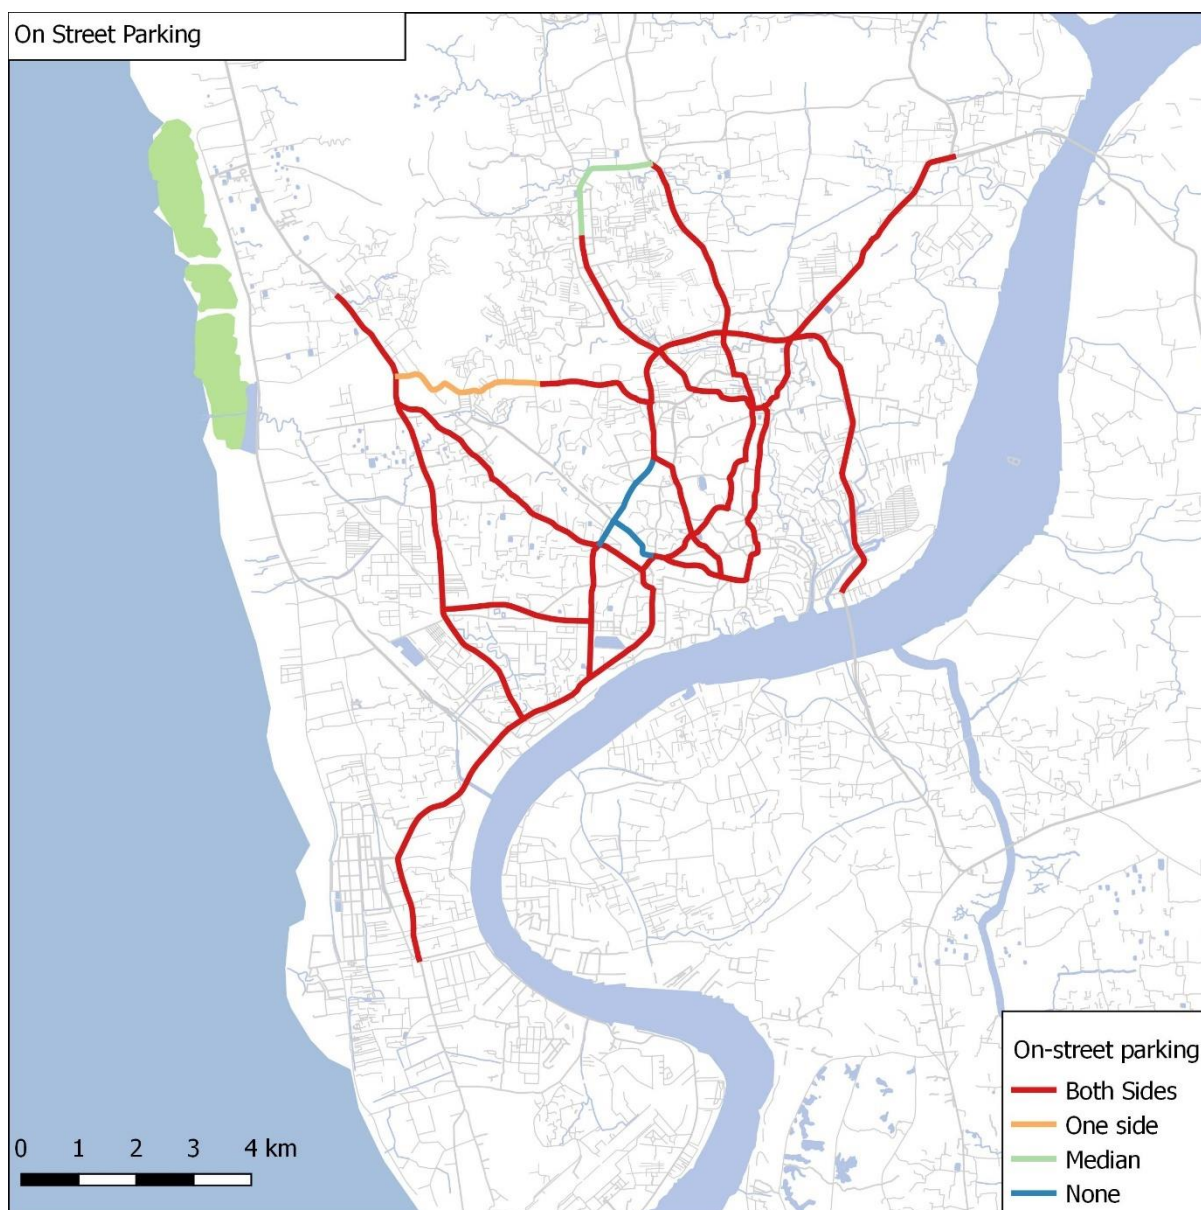 On Street Parking
On-street parking
Both Sides
One side
Median
None
0 1 2 3 4 km